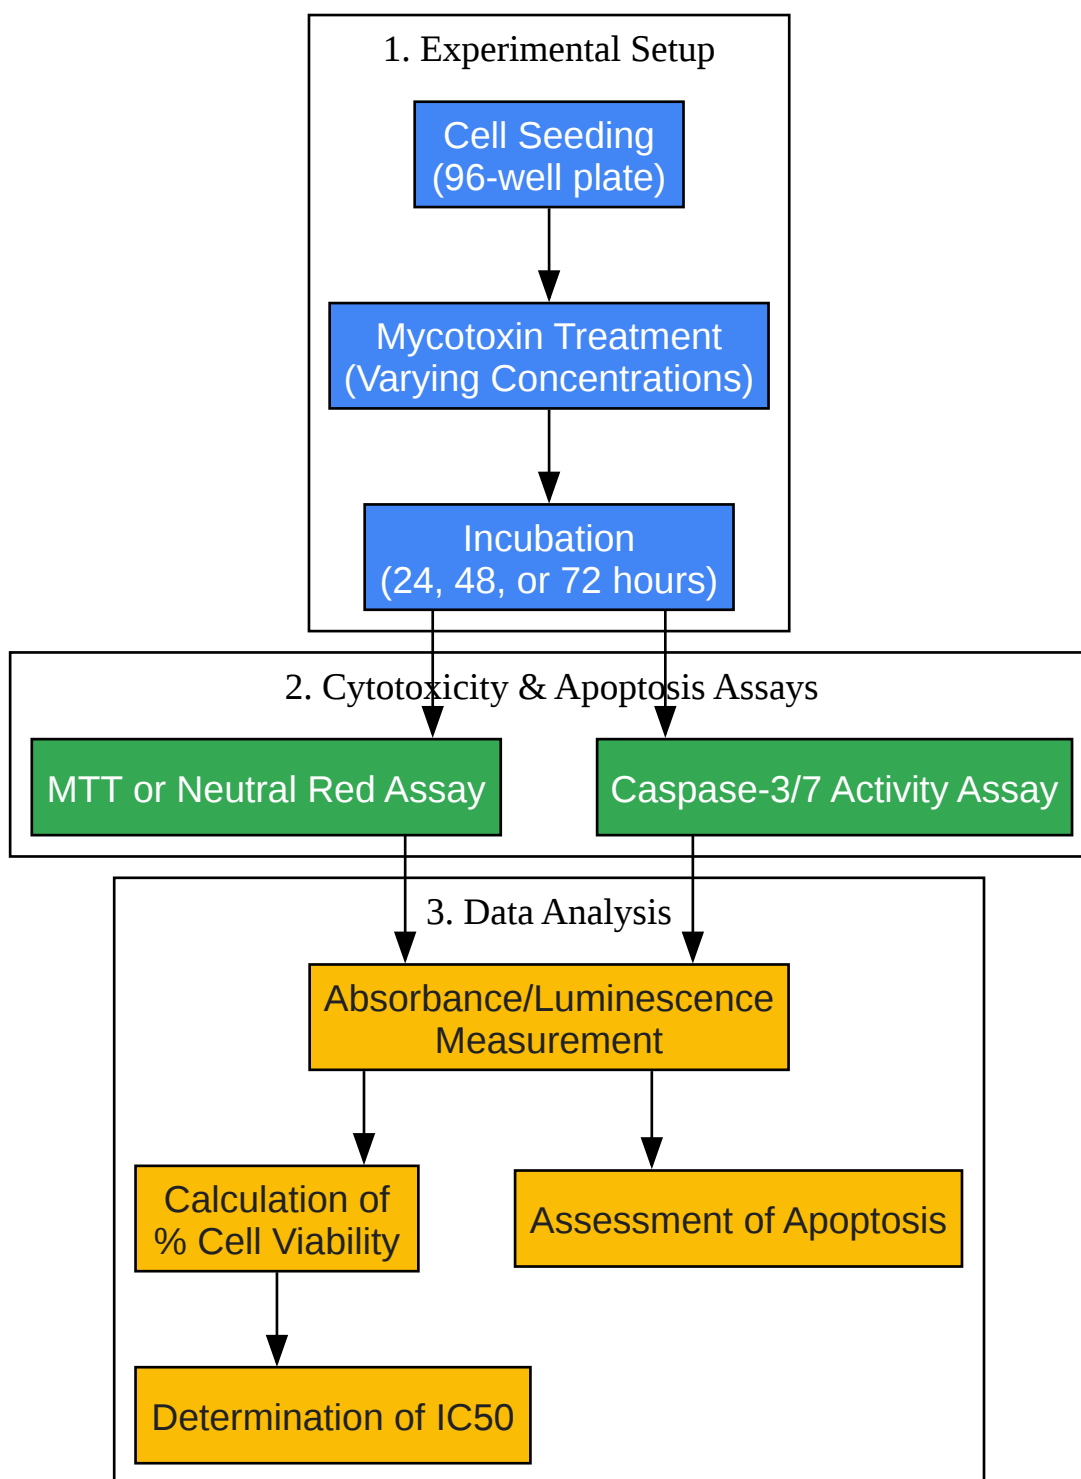 1. Experimental Setup
Cell Seeding
(96-well plate)
Mycotoxin Treatment
(Varying Concentrations)
Incubation
(24, 48, or 72 hours)
2. Cytotoxicity & Apoptosis Assays
MTT or Neutral Red Assay
Caspase-3/7 Activity Assay
3. Data Analysis
Absorbance/Luminescence
Measurement
Calculation of
% Cell Viability
Assessment of Apoptosis
Determination of IC50